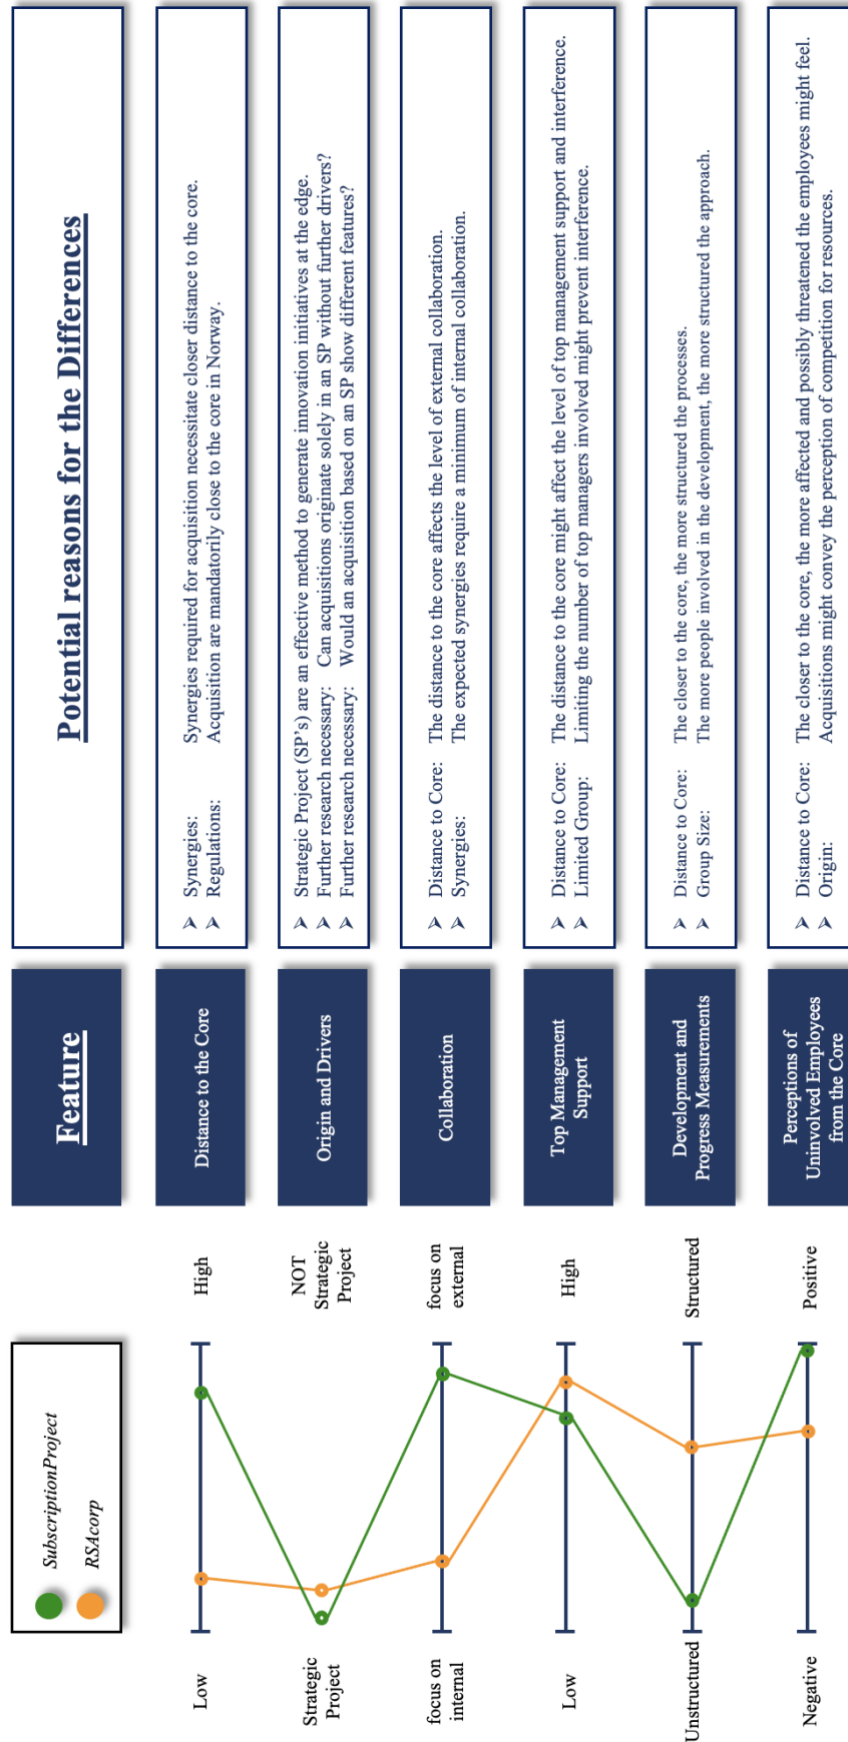 SubscriptionProject
RSAcorp
Feature
Potential reasons for the Differences
Low
High
Distance to the Core
➢ Synergies: Synergies required for acquisition necessitate closer distance to the core.
➢ Regulations: Acquisition are mandatorily close to the core in Norway.
Strategic
Project
NOT
Strategic
Project
Origin and Drivers
➢ Strategic Project (SP's) are an effective method to generate innovation initiatives at the edge.
➢ Further research necessary: Can acquisitions originate solely in an SP without further drivers?
➢ Further research necessary: Would an acquisition based on an SP show different features?
focus on
internal
focus on
external
Collaboration
➢ Distance to Core: The distance to the core affects the level of external collaboration.
➢ Synergies: The expected synergies require a minimum of internal collaboration.
Low
High
Top Management
Support
➢ Distance to Core: The distance to the core might affect the level of top management support and interference.
➢ Limited Group: Limiting the number of top managers involved might prevent interference.
Unstructured
Structured
Development and
Progress Measurements
➢ Distance to Core: The closer to the core, the more structured the processes.
➢ Group Size: The more people involved in the development, the more structured the approach.
Negative
Positive
Perceptions of
Uninvolved Employees
from the Core
➢ Distance to Core: The closer to the core, the more affected and possibly threatened the employees might feel.
➢ Origin: Acquisitions might convey the perception of competition for resources.